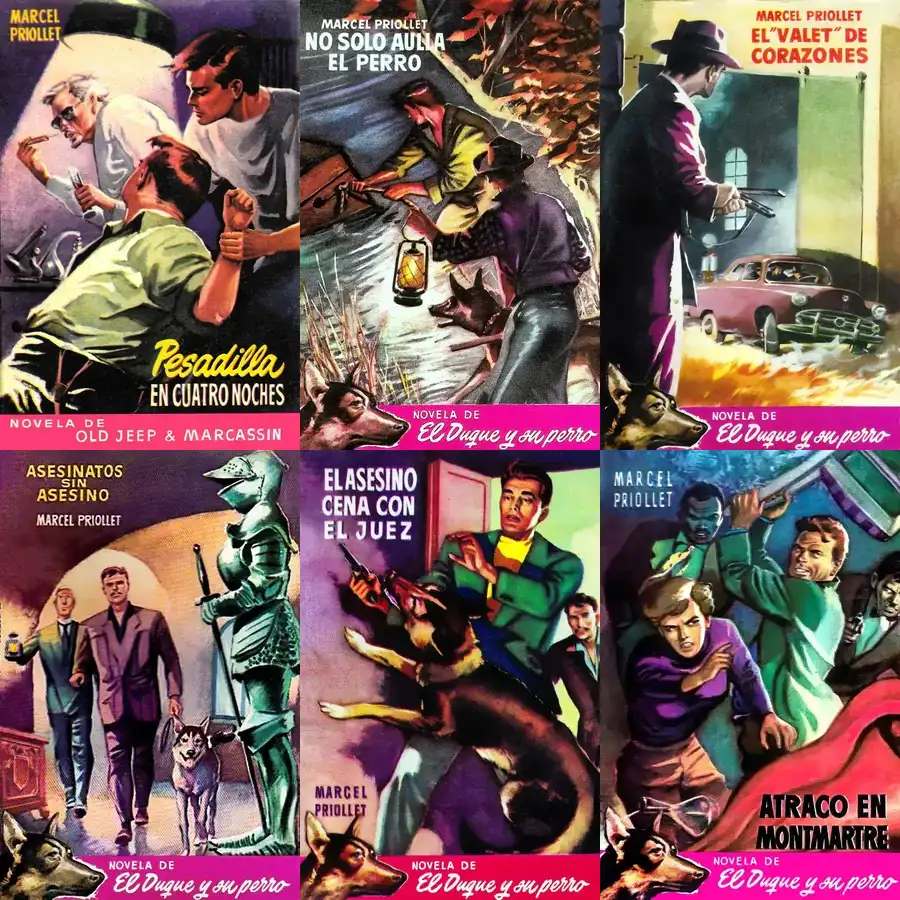 MARCEL
PRIOLLET
Pesadilla
EN CUATRO NOCHES
NOVELA DE
OLD JEEP & MARCASSIN
MARCEL PRIOLLET
NO SOLO AULLA
EL PERRO
NOVELA DE
El Duque y su perro
MARCEL PRIOLLET
EL "VALET" DE
CORAZONES
NOVELA DE
El Duque y su perro
ASESINATOS
SIN
ASESINO
MARCEL PRIOLLET
NOVELA DE
El Duque y su perro
EL ASESINO
CENA CON
EL JUEZ
MARCEL
PRIOLLET
NOVELA DE
El Duque y su perro
MARCEL
PRIOLLET
ATRACO EN
MONTMARTRE
NOVELA DE
El Duque y su perro